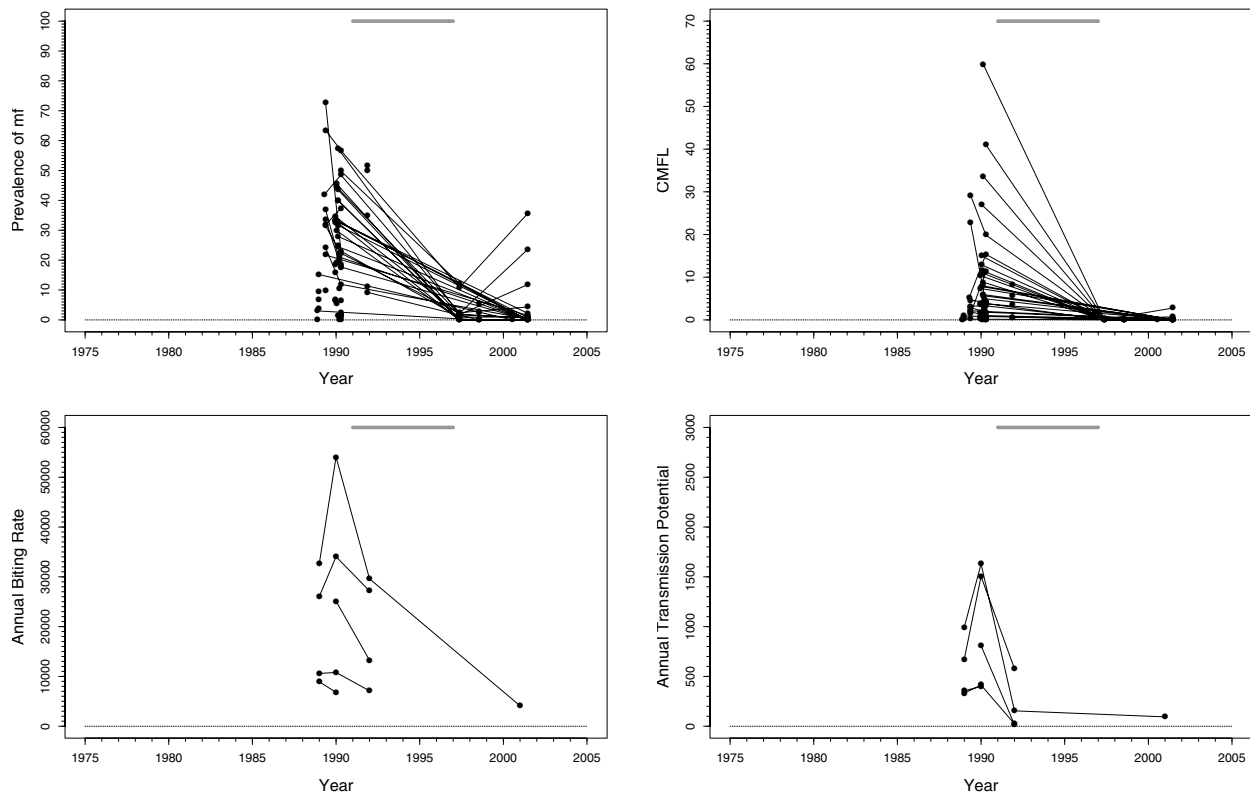 Prevalence of mf
100
90
80
70
60
50
40
30
20
10
0
1975 1980 1985 1990 1995 2000 2005
Year
CMFL
70
60
50
40
30
20
10
0
1975 1980 1985 1990 1995 2000 2005
Year
Annual Biting Rate
60000
50000
40000
30000
20000
10000
0
1975 1980 1985 1990 1995 2000 2005
Year
Annual Transmission Potential
3000
2500
2000
1500
1000
500
0
1975 1980 1985 1990 1995 2000 2005
Year